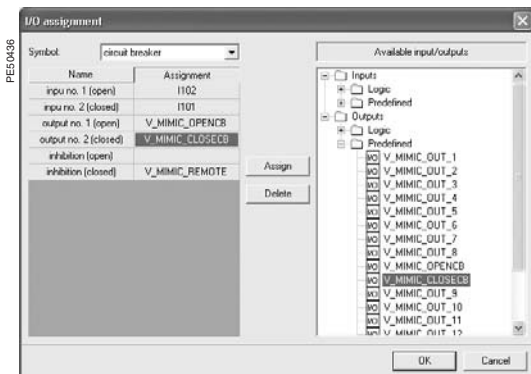 I/O assignment
PE50436
Symbol: circuit breaker
Available input/outputs
Name Assignment
inpu no. 1 (open) I102
inpu no. 2 (closed) I101
output no. 1 (open) V_MIMIC_OPENCB
output no. 2 (closed) V_MIMIC_CLOSECB
inhibition (open)
inhibition (closed) V_MIMIC_REMOTE
Assign
Delete
Inputs
Logic
Predefined
Outputs
Logic
Predefined
I/O V_MIMIC_OUT_1
I/O V_MIMIC_OUT_2
I/O V_MIMIC_OUT_3
I/O V_MIMIC_OUT_4
I/O V_MIMIC_OUT_5
I/O V_MIMIC_OUT_6
I/O V_MIMIC_OUT_7
I/O V_MIMIC_OUT_8
I/O V_MIMIC_OPENCB
I/O V_MIMIC_CLOSECB
I/O V_MIMIC_OUT_9
I/O V_MIMIC_OUT_10
I/O V_MIMIC_OUT_11
I/O V_MIMIC_OUT_12
OK Cancel